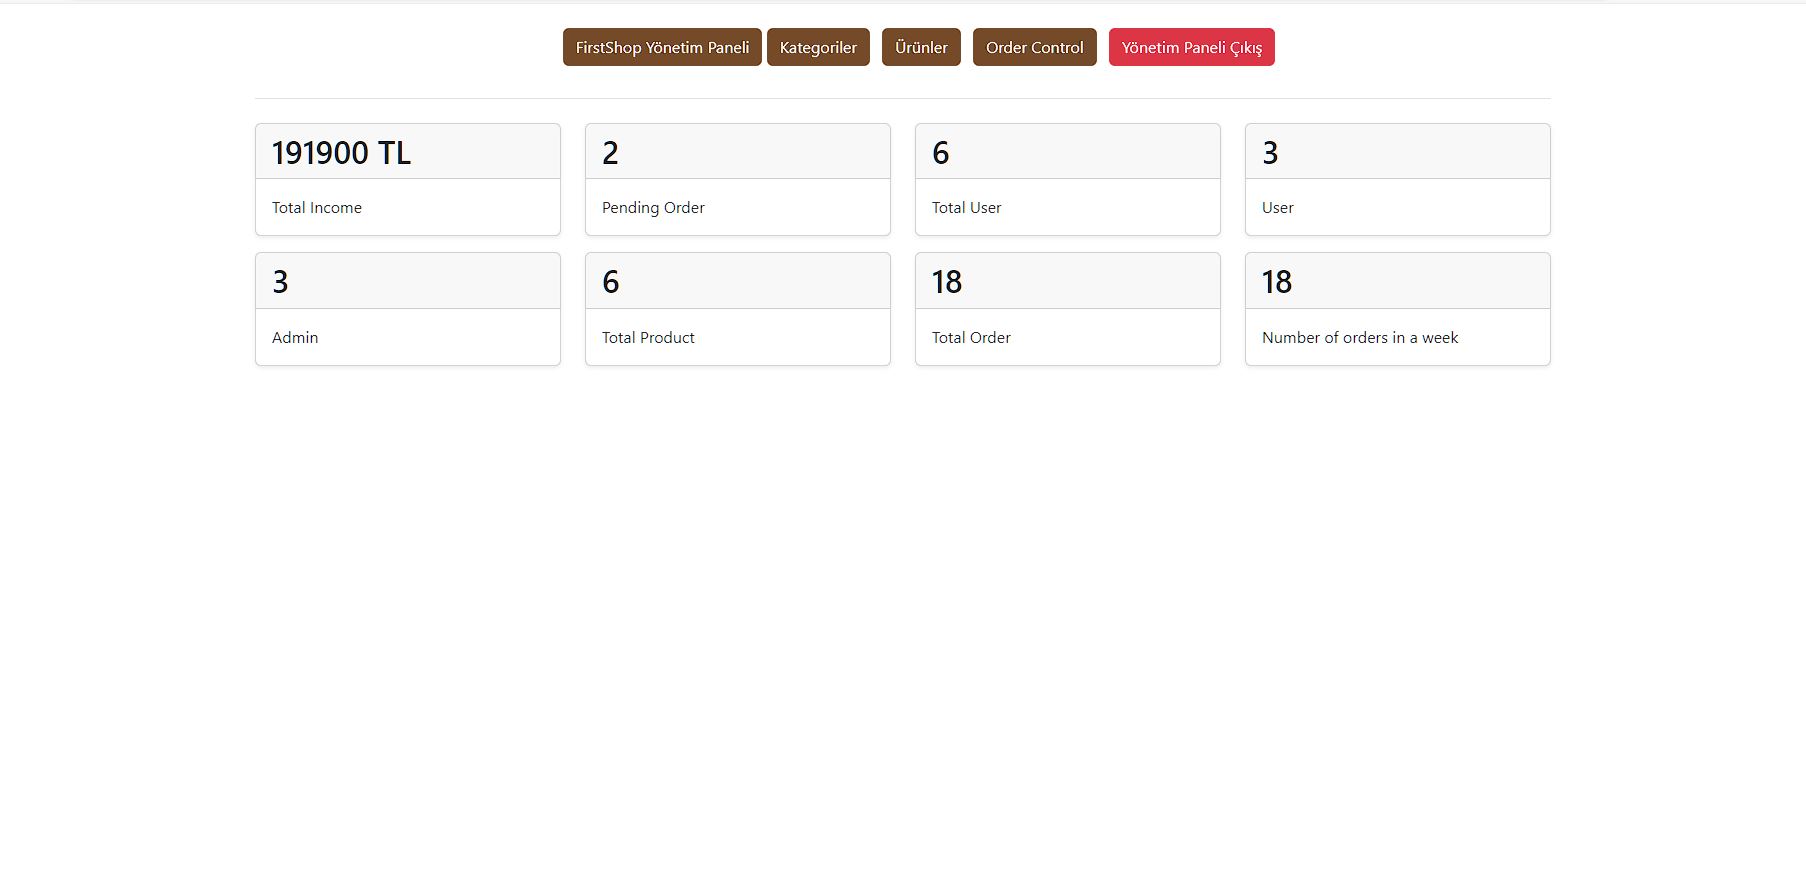 FirstShop Yönetim Paneli Kategoriler Ürünler Order Control Yönetim Paneli Çıkış
191900 TL 2 6 3
Total Income Pending Order Total User User
3 6 18 18
Admin Total Product Total Order Number of orders in a week